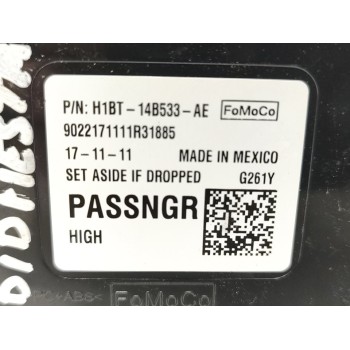 P/N: H1BT-14B533-AE FoMoCo
9022171111R31885
17-11-11 MADE IN MEXICO
SET ASIDE IF DROPPED G261Y
PASSNGR
HIGH
FoMoCo